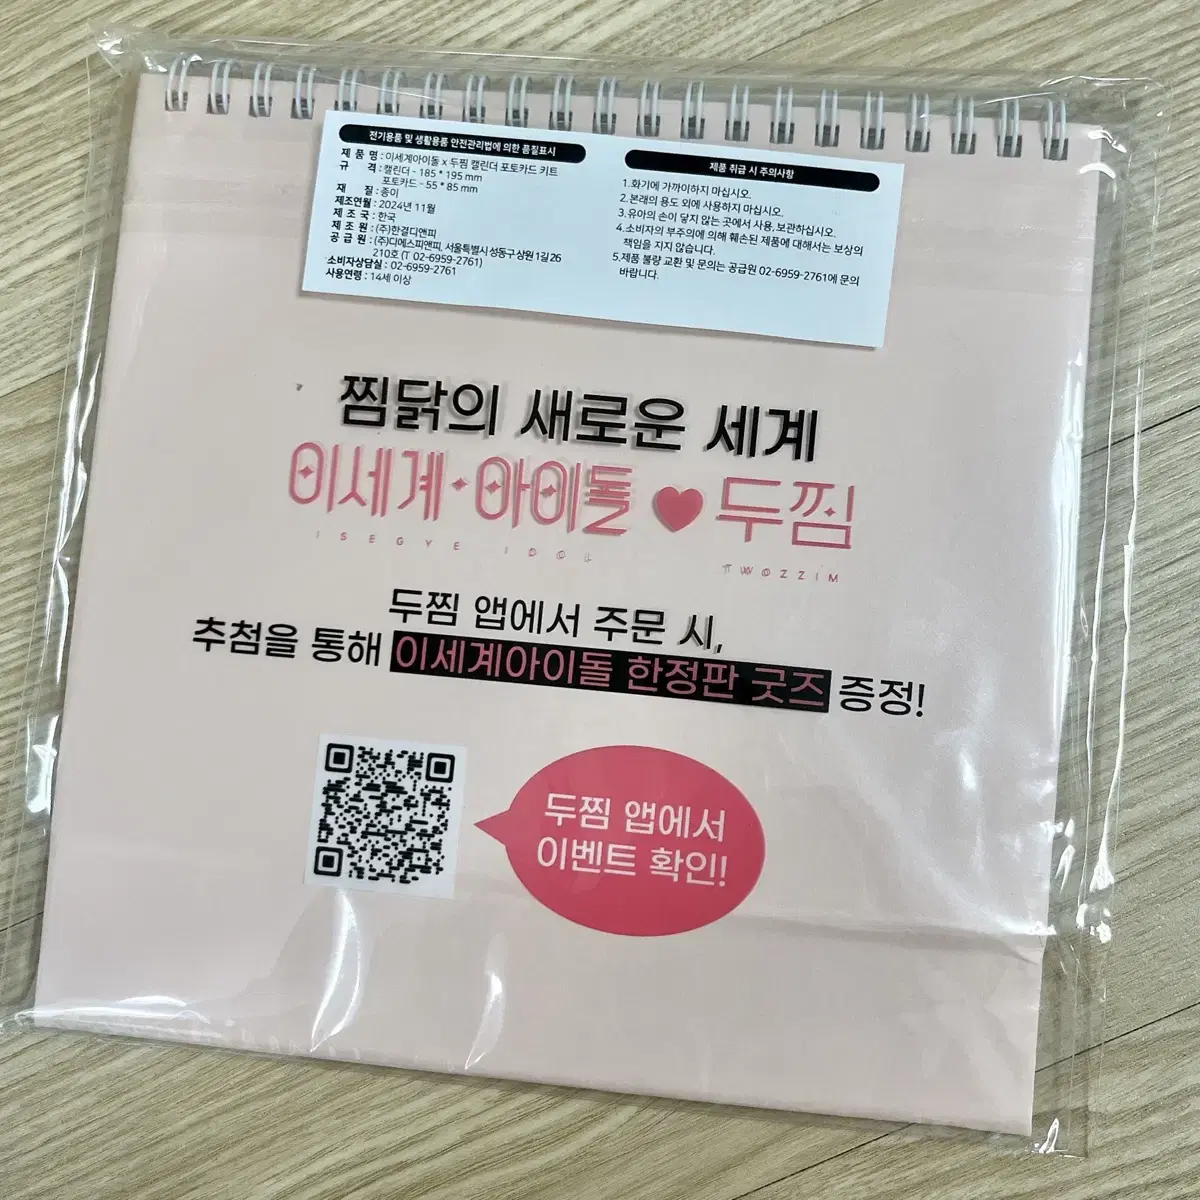 전기용품 및 생활용품 안전관리법에 의한 품질표시
제 품 명 : 이세계아이돌 x 두찜 캘린더 포토카드 키트
규 격 : 캘린더 - 185 * 195 mm
포토카드 - 55 * 85 mm
재 질 : 종이
제조연월 : 2024년 11월
제 조 국 : 한국
제 조 원 : (주)한결디앤피
공 급 원 : (주)디에스피앤피, 서울특별시 성동구 상원 1길 26
210호 (T 02-6959-2761)
소비자상담실 : 02-6959-2761
사용연령 : 14세 이상
제품 취급 시 주의사항
1.화기에 가까이하지 마십시오.
2.본래의 용도 외에 사용하지 마십시오.
3.유아의 손이 닿지 않는 곳에서 사용, 보관하십시오.
4.소비자의 부주의에 의해 훼손된 제품에 대해서는 보상의
책임을 지지 않습니다.
5.제품 불량 교환 및 문의는 공급원 02-6959-2761에 문의
바랍니다.
찜닭의 새로운 세계
이세계·아이돌 ♥ 두찜
ISEGYE IDOL TWOZZIM
두찜 앱에서 주문 시,
추첨을 통해 이세계아이돌 한정판 굿즈 증정!
두찜 앱에서
이벤트 확인!